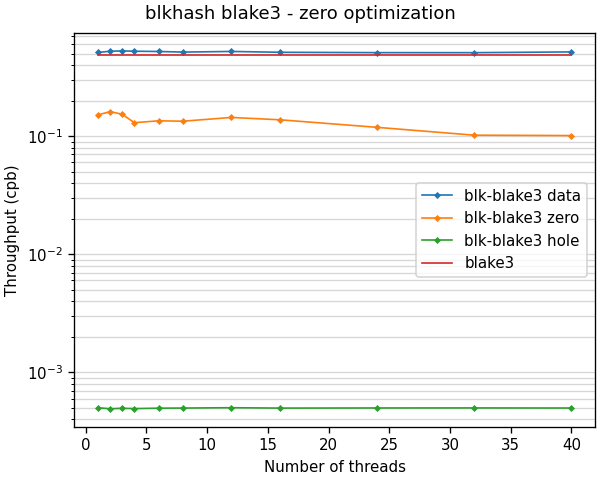 blkhash blake3 - zero optimization
Throughput (cpb)
10⁻¹
10⁻²
10⁻³
blk-blake3 data
blk-blake3 zero
blk-blake3 hole
blake3
0 5 10 15 20 25 30 35 40
Number of threads